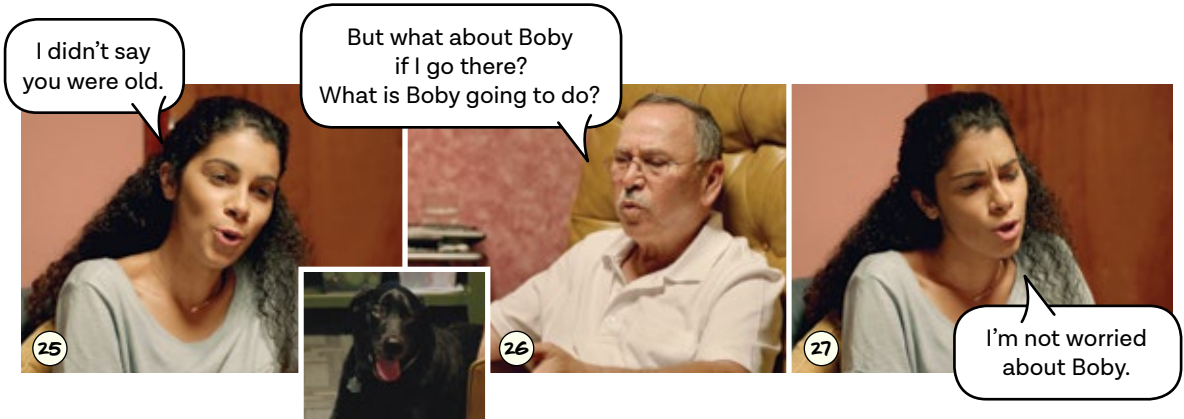 I didn't say
you were old.
But what about Boby
if I go there?
What is Boby going to do?
I'm not worried
about Boby.
25
26
27